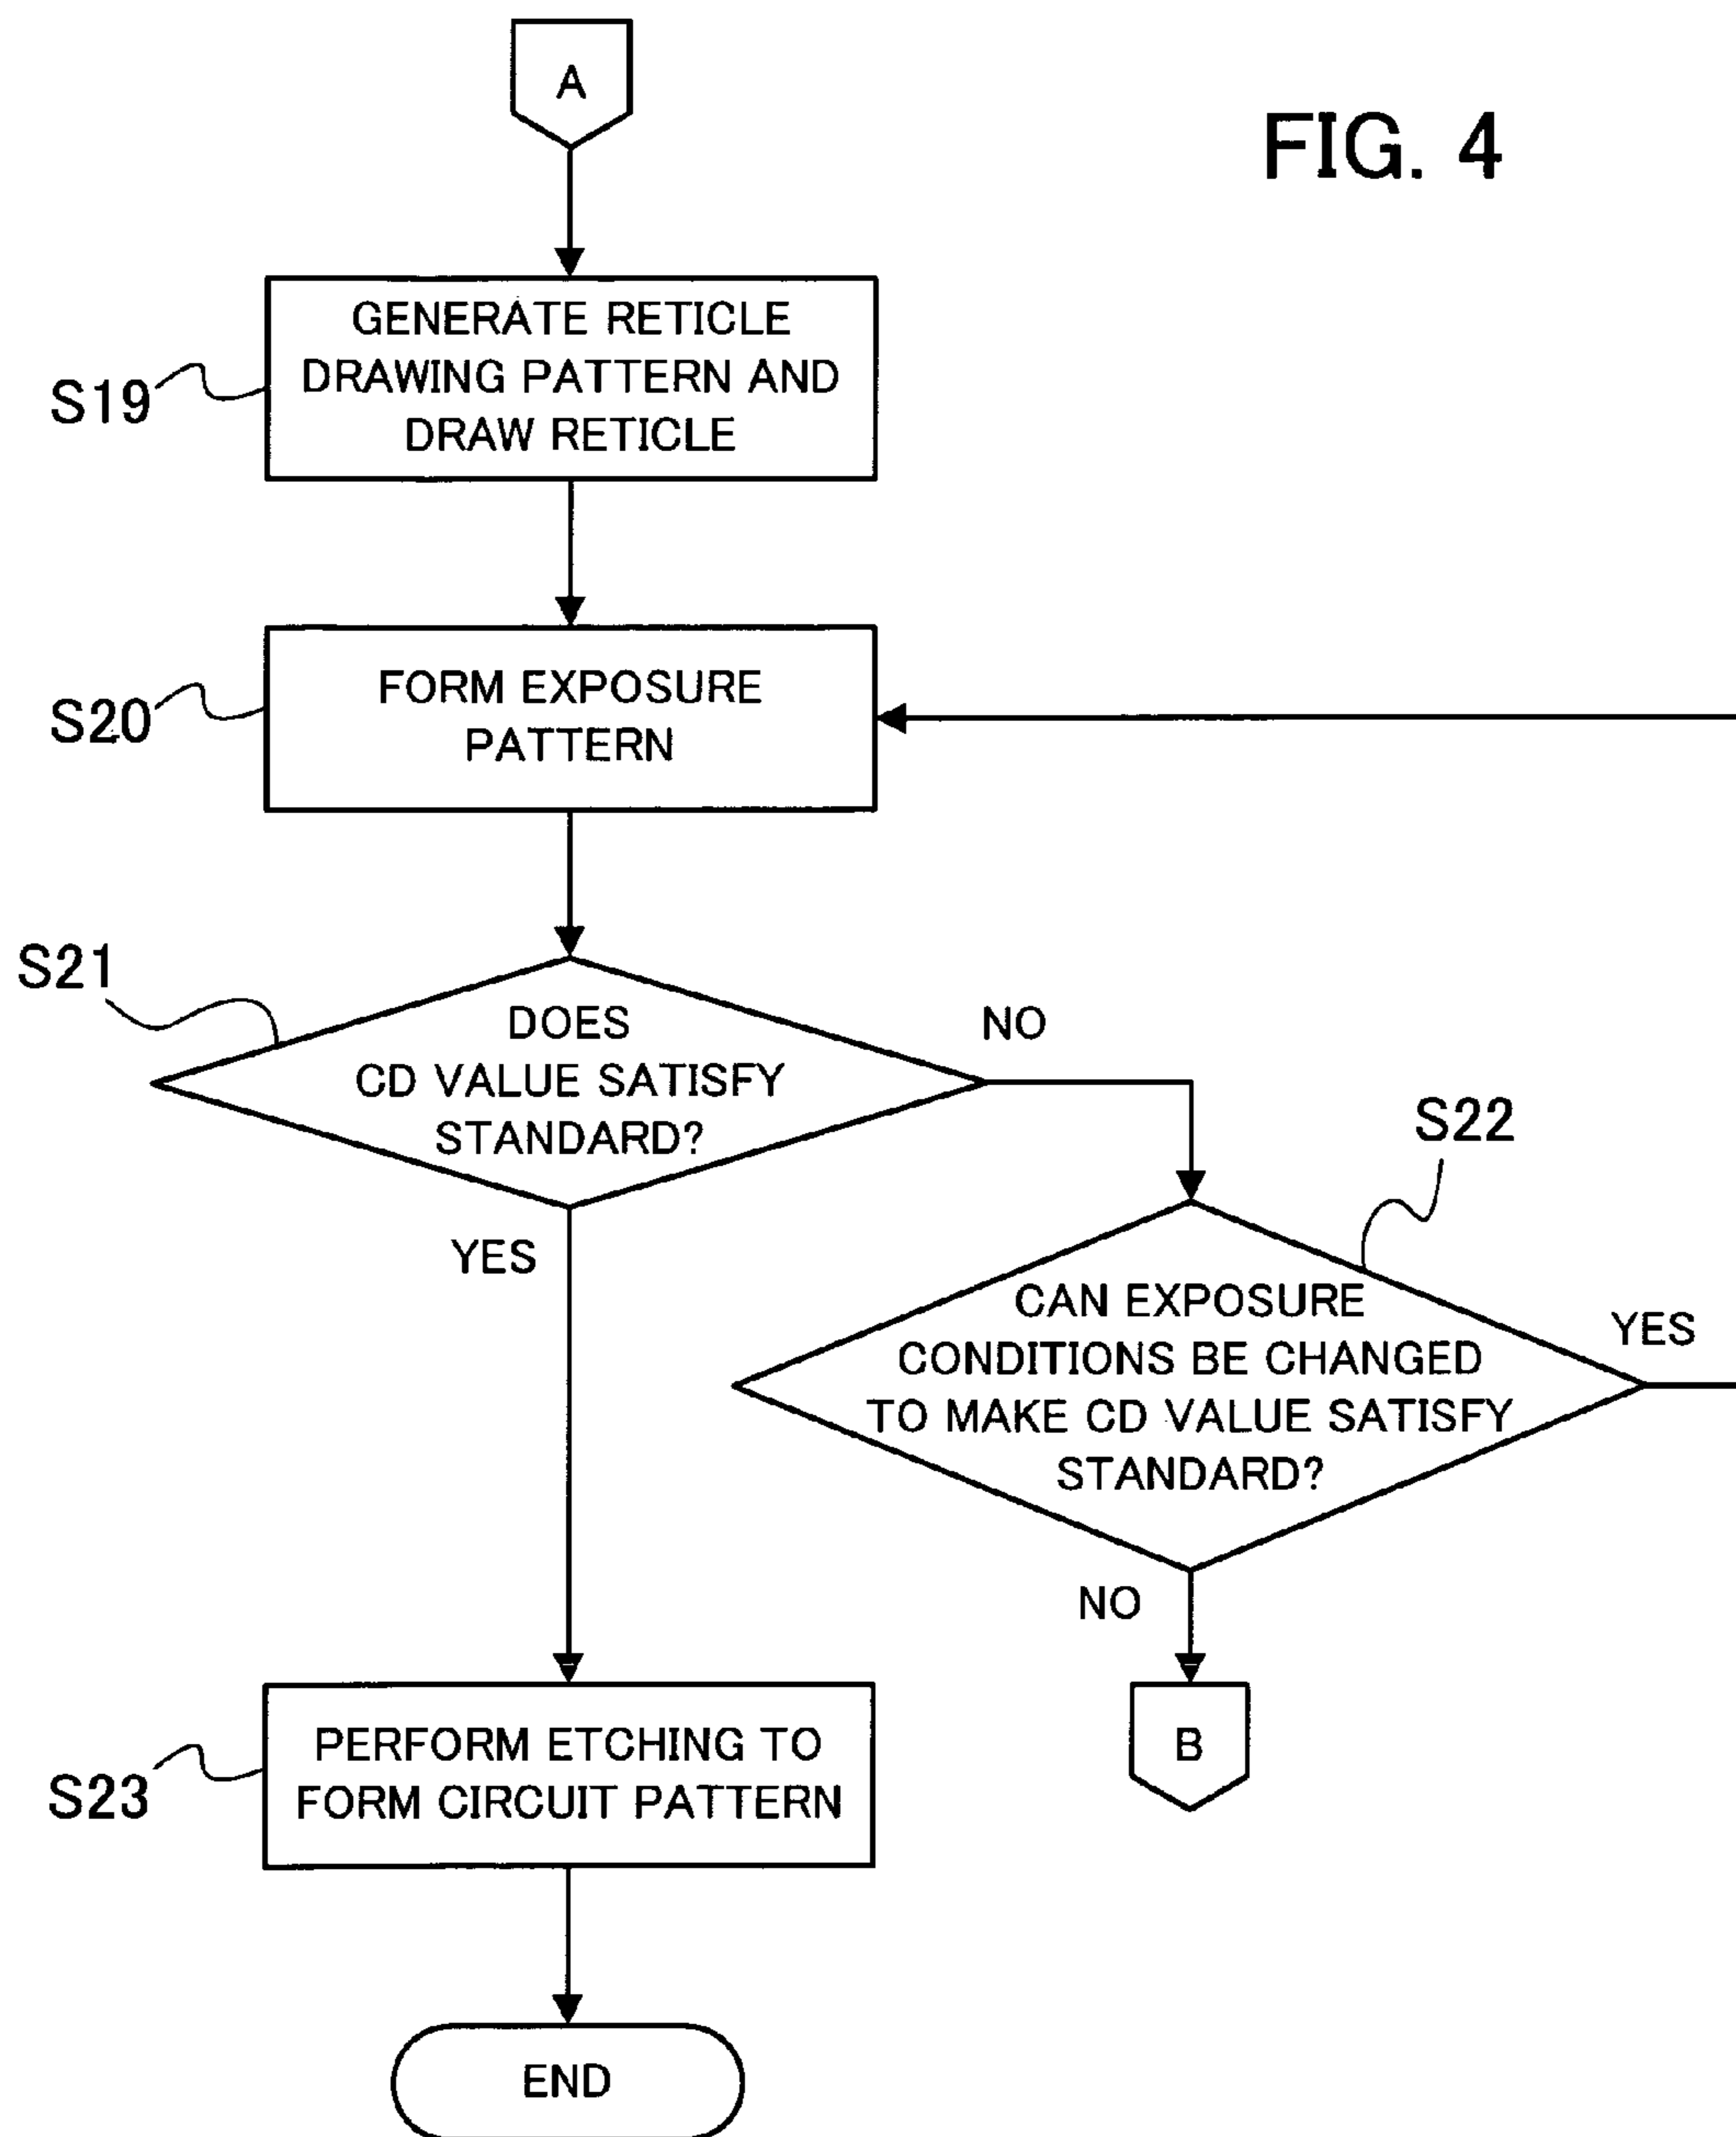 A
FIG. 4
S19
GENERATE RETICLE
DRAWING PATTERN AND
DRAW RETICLE
S20
FORM EXPOSURE
PATTERN
S21
DOES
CD VALUE SATISFY
STANDARD?
NO
YES
S22
CAN EXPOSURE
CONDITIONS BE CHANGED
TO MAKE CD VALUE SATISFY
STANDARD?
YES
NO
B
S23
PERFORM ETCHING TO
FORM CIRCUIT PATTERN
END